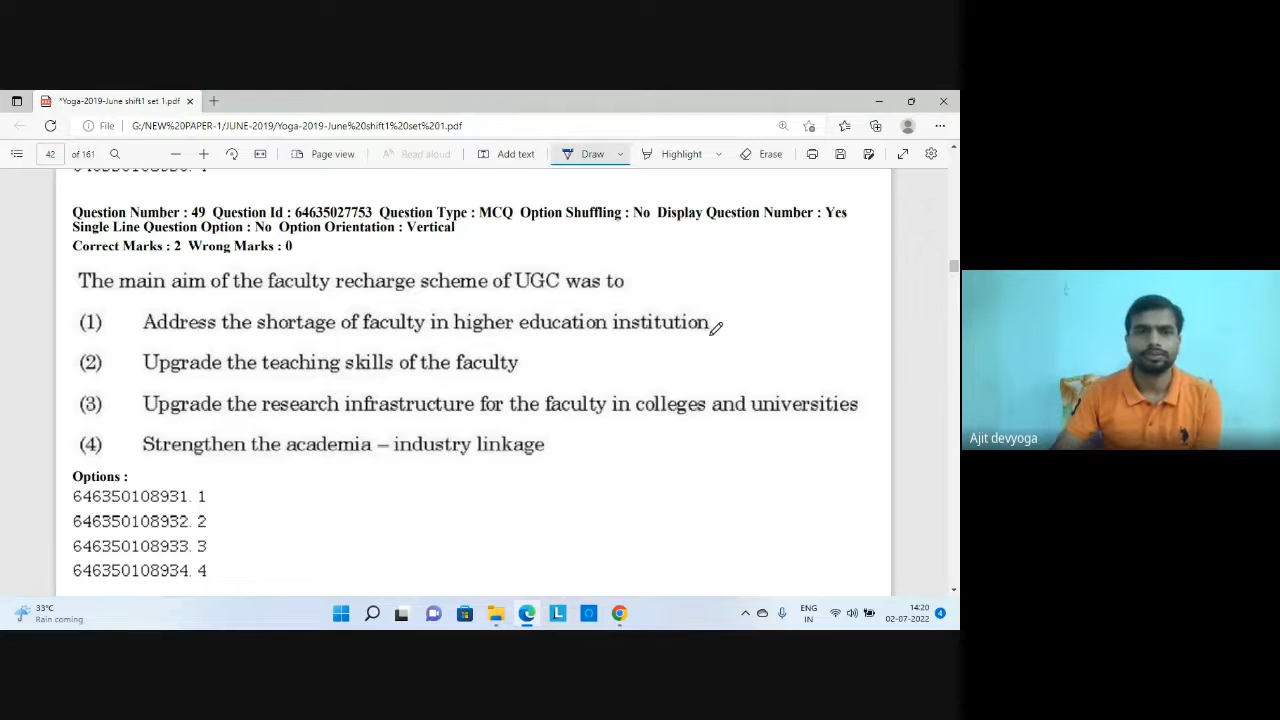 *Yoga-2019-June shift1 set 1.pdf
File G:/NEW%20PAPER-1/JUNE-2019/Yoga-2019-June%20shift1%20set%201.pdf
42 of 161 Page view Read aloud Add text Draw Highlight Erase
Question Number : 49 Question Id : 64635027753 Question Type : MCQ Option Shuffling : No Display Question Number : Yes
Single Line Question Option : No Option Orientation : Vertical
Correct Marks : 2 Wrong Marks : 0
The main aim of the faculty recharge scheme of UGC was to
(1) Address the shortage of faculty in higher education institution
(2) Upgrade the teaching skills of the faculty
(3) Upgrade the research infrastructure for the faculty in colleges and universities
(4) Strengthen the academia – industry linkage
Options :
646350108931. 1
646350108932. 2
646350108933. 3
646350108934. 4
Ajit devyoga
33°C
Rain coming
ENG
IN
14:20
02-07-2022
4